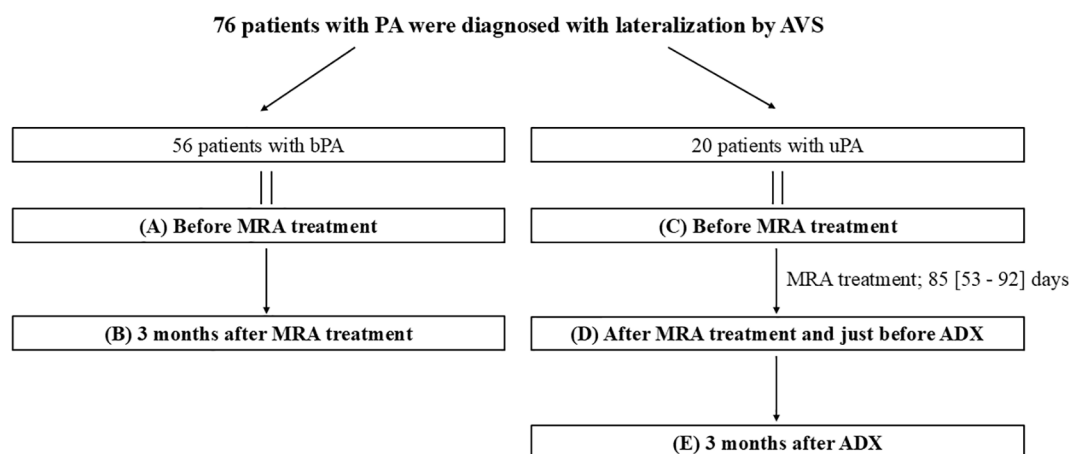 76 patients with PA were diagnosed with lateralization by AVS
56 patients with bPA
20 patients with uPA
(A) Before MRA treatment
(C) Before MRA treatment
MRA treatment; 85 [53 - 92] days
(B) 3 months after MRA treatment
(D) After MRA treatment and just before ADX
(E) 3 months after ADX